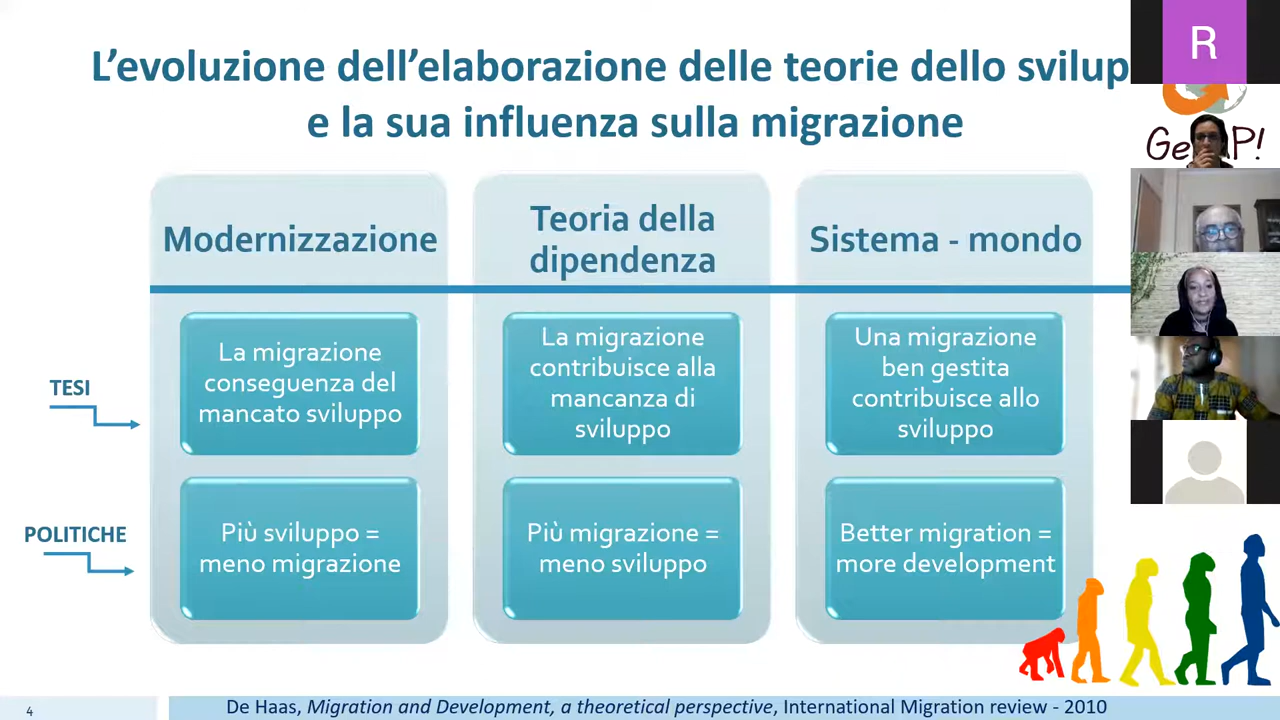 L'evoluzione dell'elaborazione delle teorie dello svilup
e la sua influenza sulla migrazione
R
Modernizzazione
Teoria della
dipendenza
Sistema - mondo
TESI
La migrazione
conseguenza del
mancato sviluppo
La migrazione
contribuisce alla
mancanza di
sviluppo
Una migrazione
ben gestita
contribuisce allo
sviluppo
POLITICHE
Più sviluppo =
meno migrazione
Più migrazione =
meno sviluppo
Better migration =
more development
4
De Haas, Migration and Development, a theoretical perspective, International Migration review - 2010